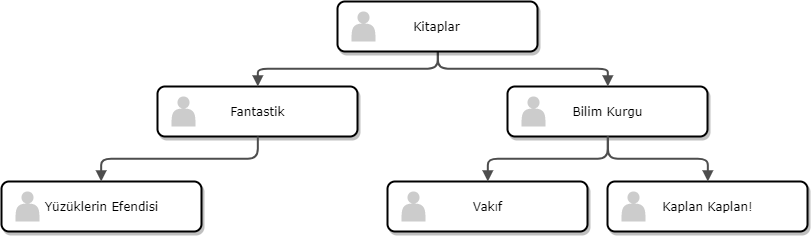 Kitaplar
Fantastik
Bilim Kurgu
Yüzüklerin Efendisi
Vakıf
Kaplan Kaplan!